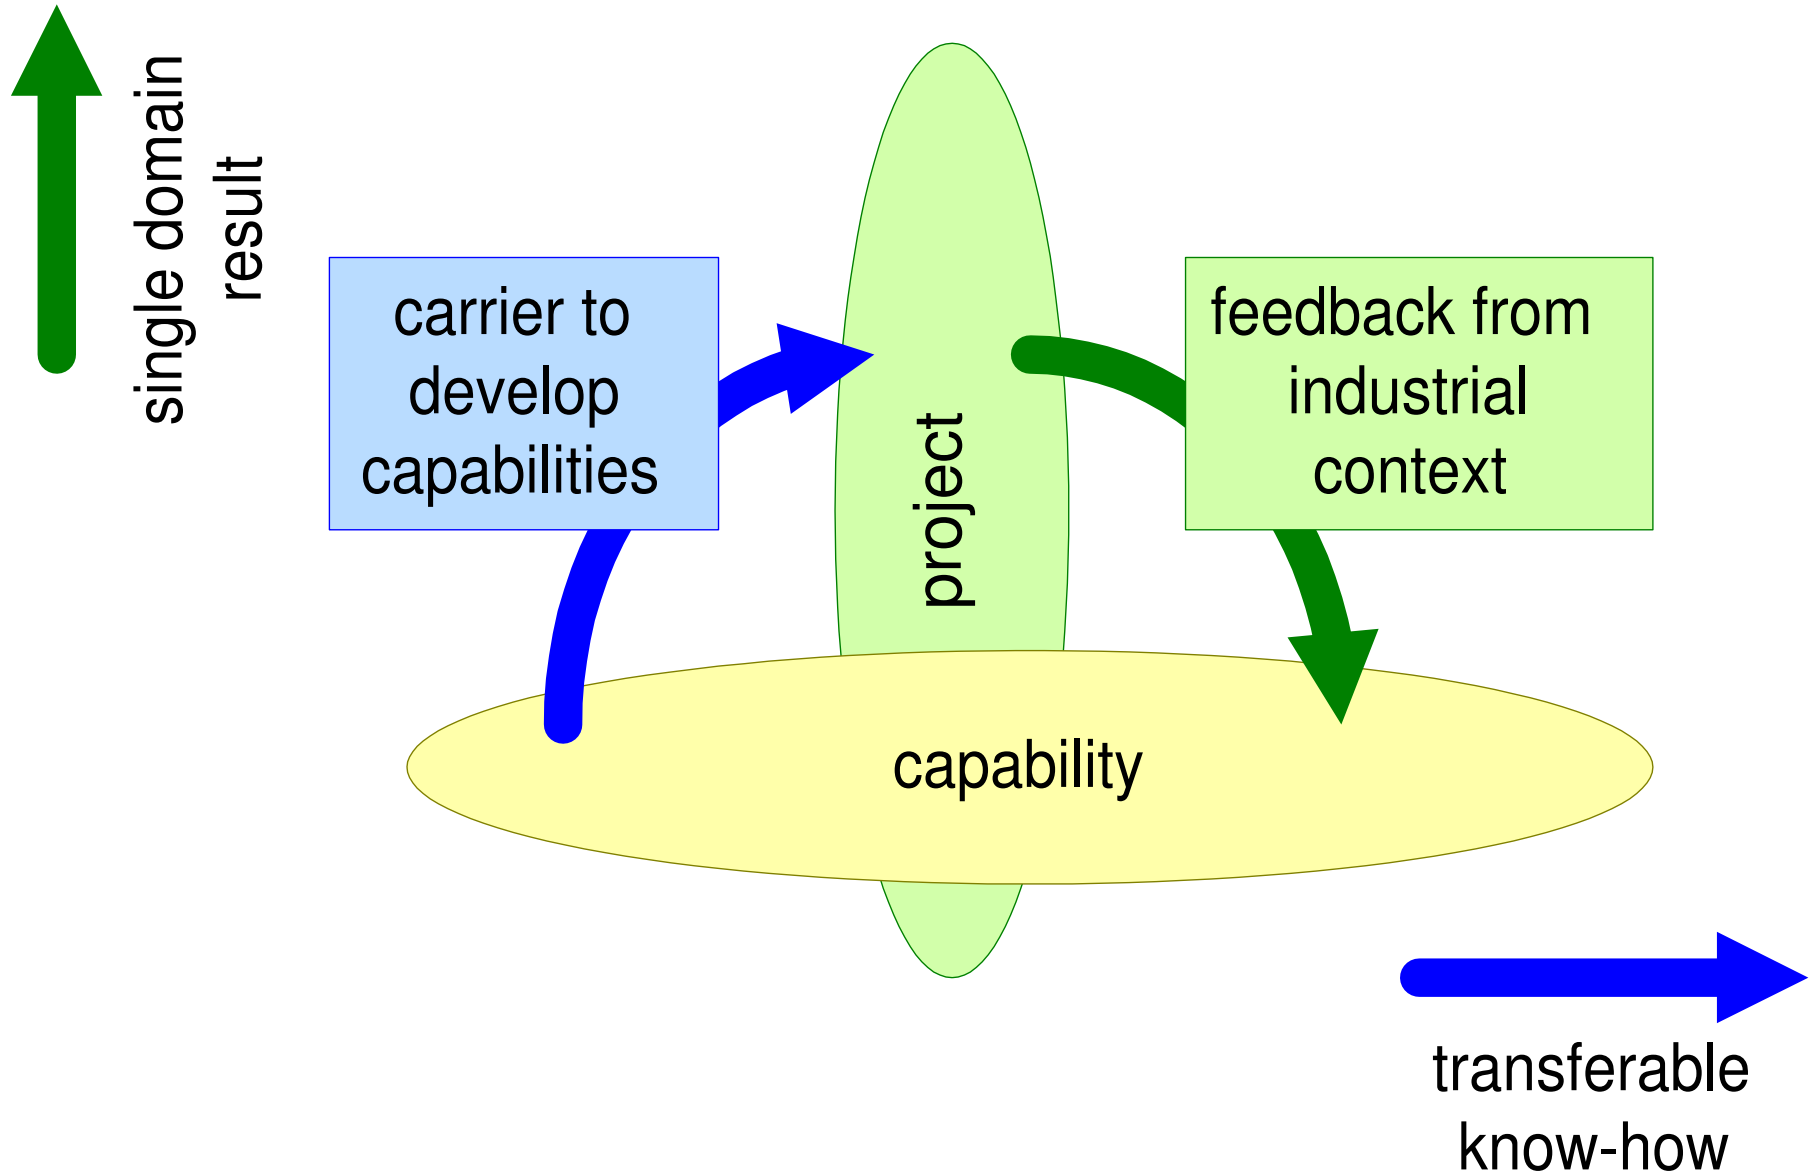 single domain
result
carrier to
develop
capabilities
project
feedback from
industrial
context
capability
transferable
know-how